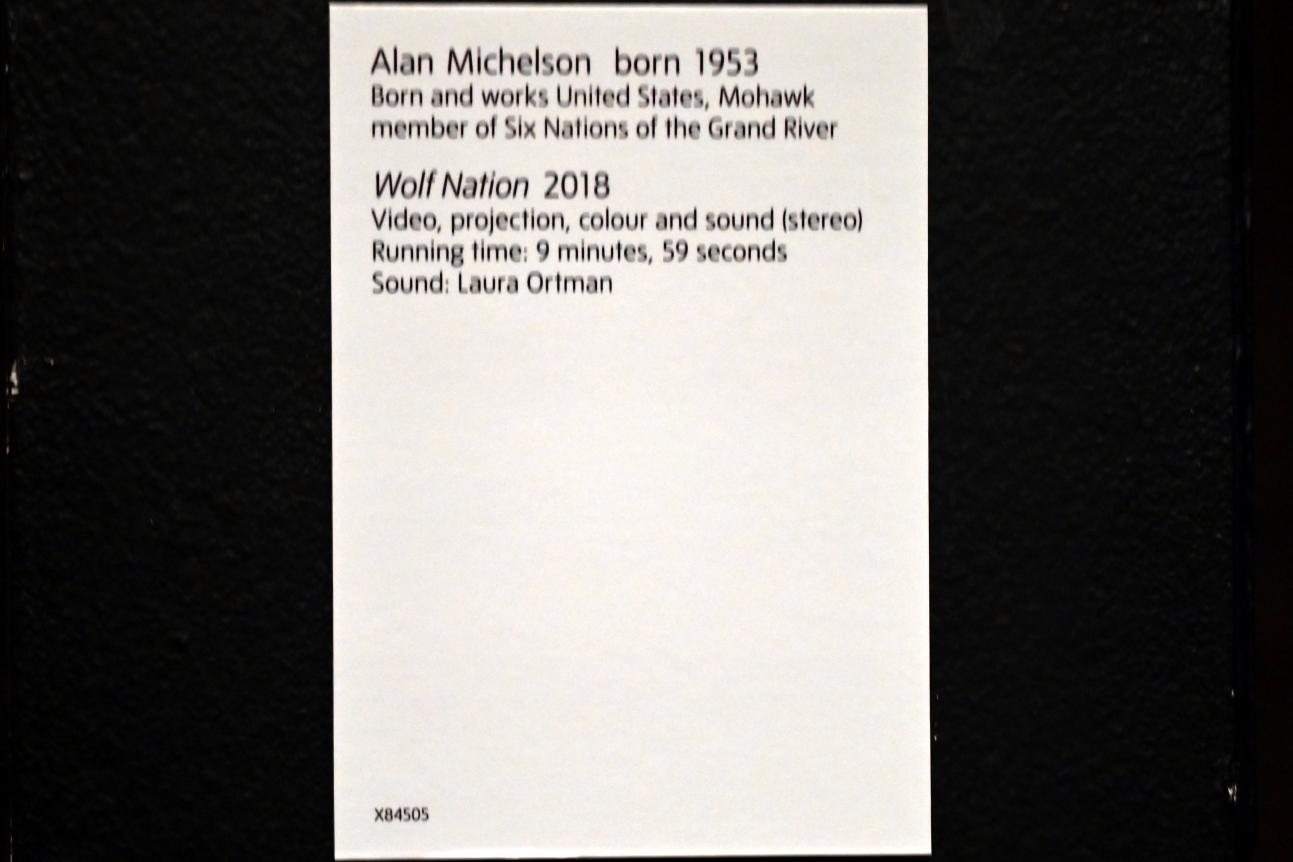 Alan Michelson born 1953
Born and works United States, Mohawk
member of Six Nations of the Grand River
Wolf Nation 2018
Video, projection, colour and sound (stereo)
Running time: 9 minutes, 59 seconds
Sound: Laura Ortman
X84505